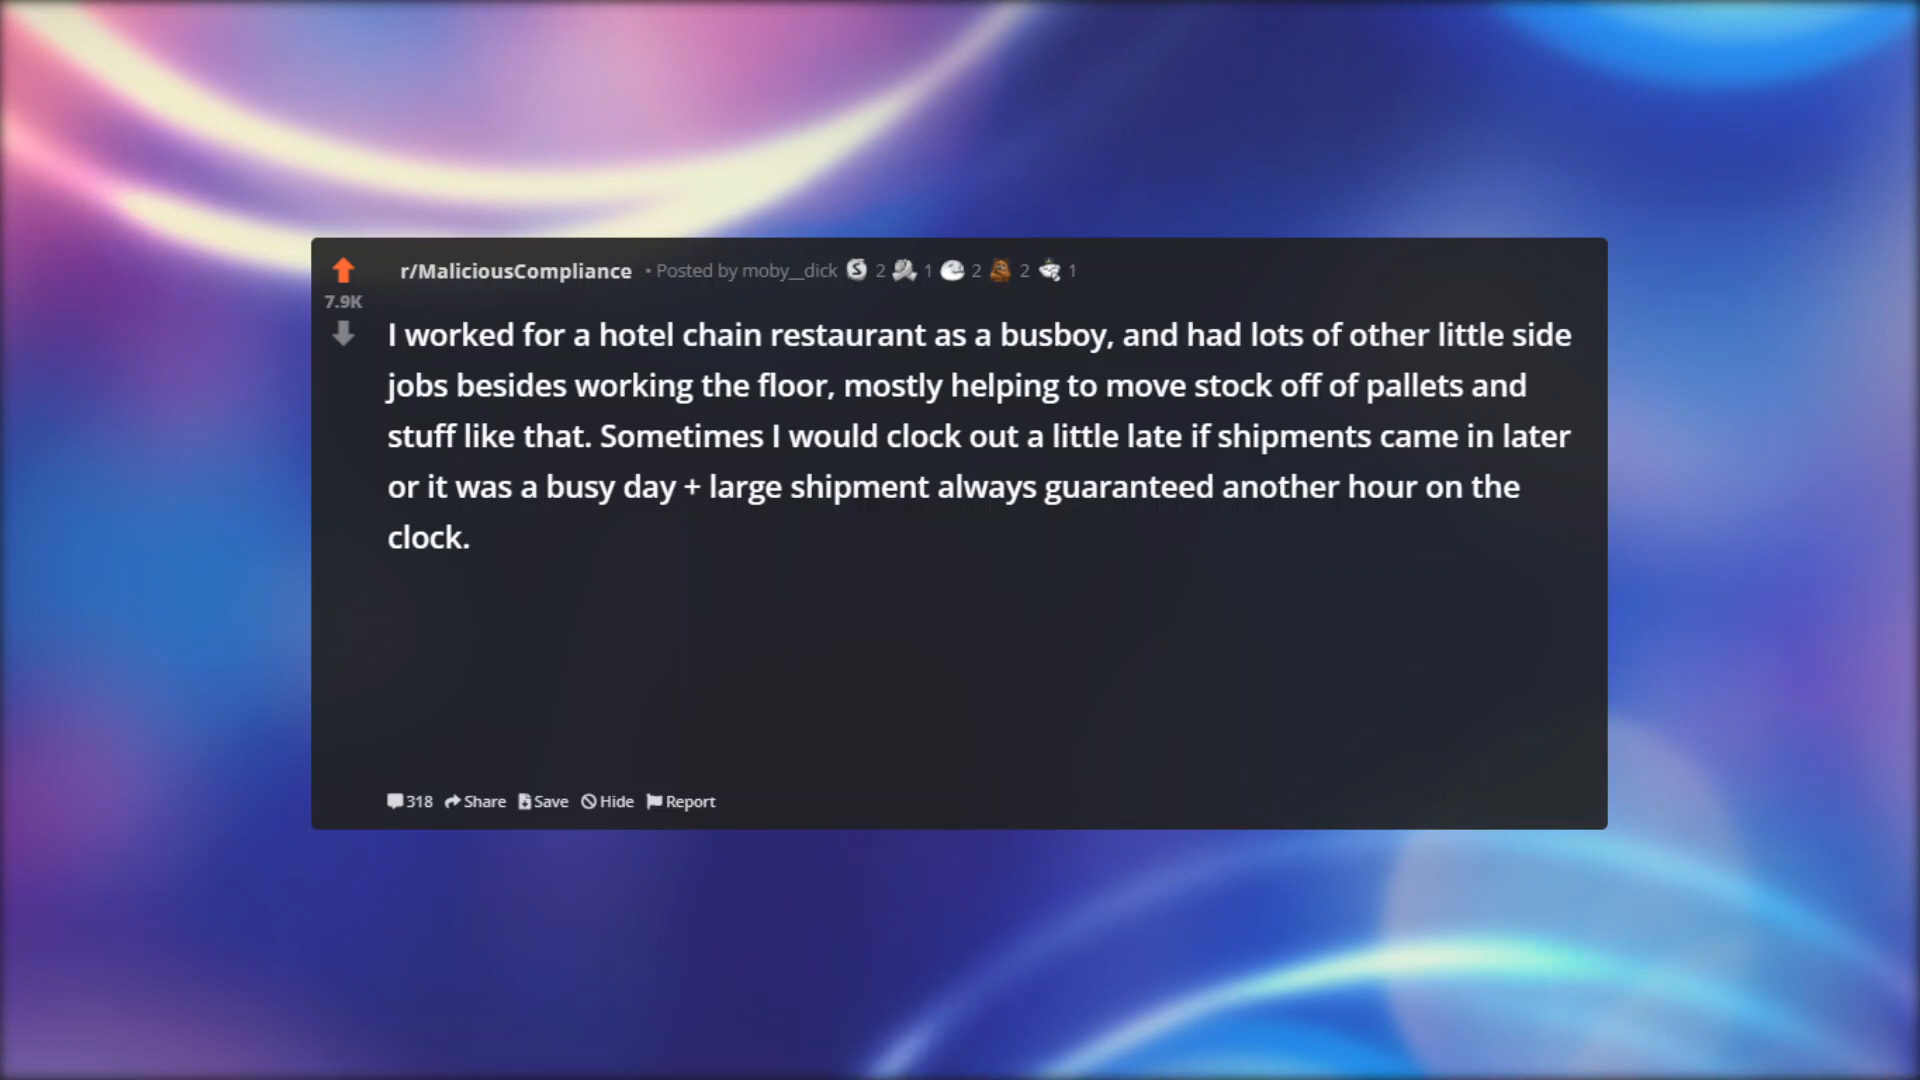 r/MaliciousCompliance • Posted by moby__dick 2 1 2 2 1
7.9K
I worked for a hotel chain restaurant as a busboy, and had lots of other little side
jobs besides working the floor, mostly helping to move stock off of pallets and
stuff like that. Sometimes I would clock out a little late if shipments came in later
or it was a busy day + large shipment always guaranteed another hour on the
clock.
318 Share Save Hide Report